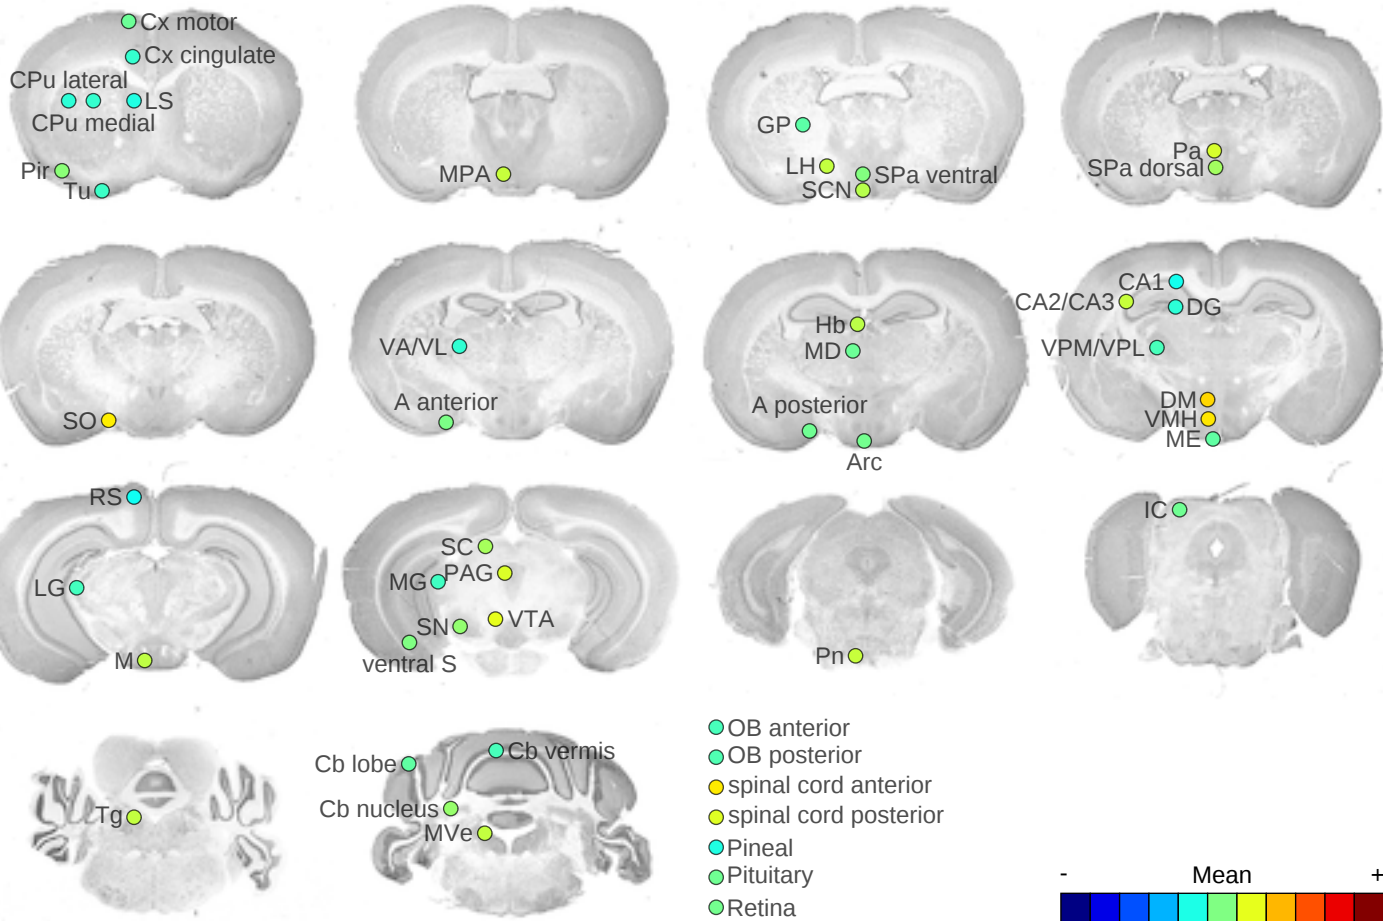 Cx motor
Cx cingulate
CPu lateral
LS
CPu medial
Pir
Tu
MPA
GP
LH
SPa ventral
SCN
Pa
SPa dorsal
SO
VA/VL
A anterior
Hb
MD
A posterior
Arc
CA1
CA2/CA3
DG
VPM/VPL
DM
VMH
ME
RS
LG
M
SC
MG
PAG
VTA
SN
ventral S
Pn
IC
Tg
Cb lobe
Cb vermis
Cb nucleus
MVe
OB anterior
OB posterior
spinal cord anterior
spinal cord posterior
Pineal
Pituitary
Retina
- Mean +